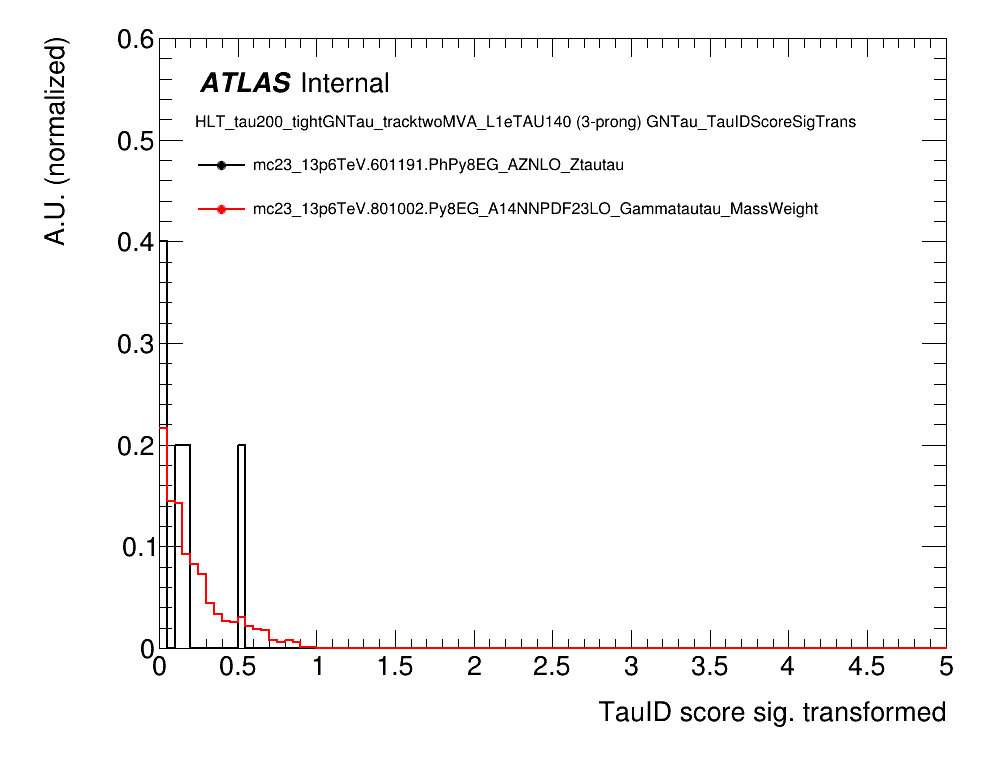 A.U. (normalized)
0.6
0.5
0.4
0.3
0.2
0.1
0
ATLAS Internal
HLT_tau200_tightGNTau_tracktwoMVA_L1eTAU140 (3-prong) GNTau_TauIDScoreSigTrans
mc23_13p6TeV.601191.PhPy8EG_AZNLO_Ztautau
mc23_13p6TeV.801002.Py8EG_A14NNPDF23LO_Gammatautau_MassWeight
0 0.5 1 1.5 2 2.5 3 3.5 4 4.5 5
TauID score sig. transformed